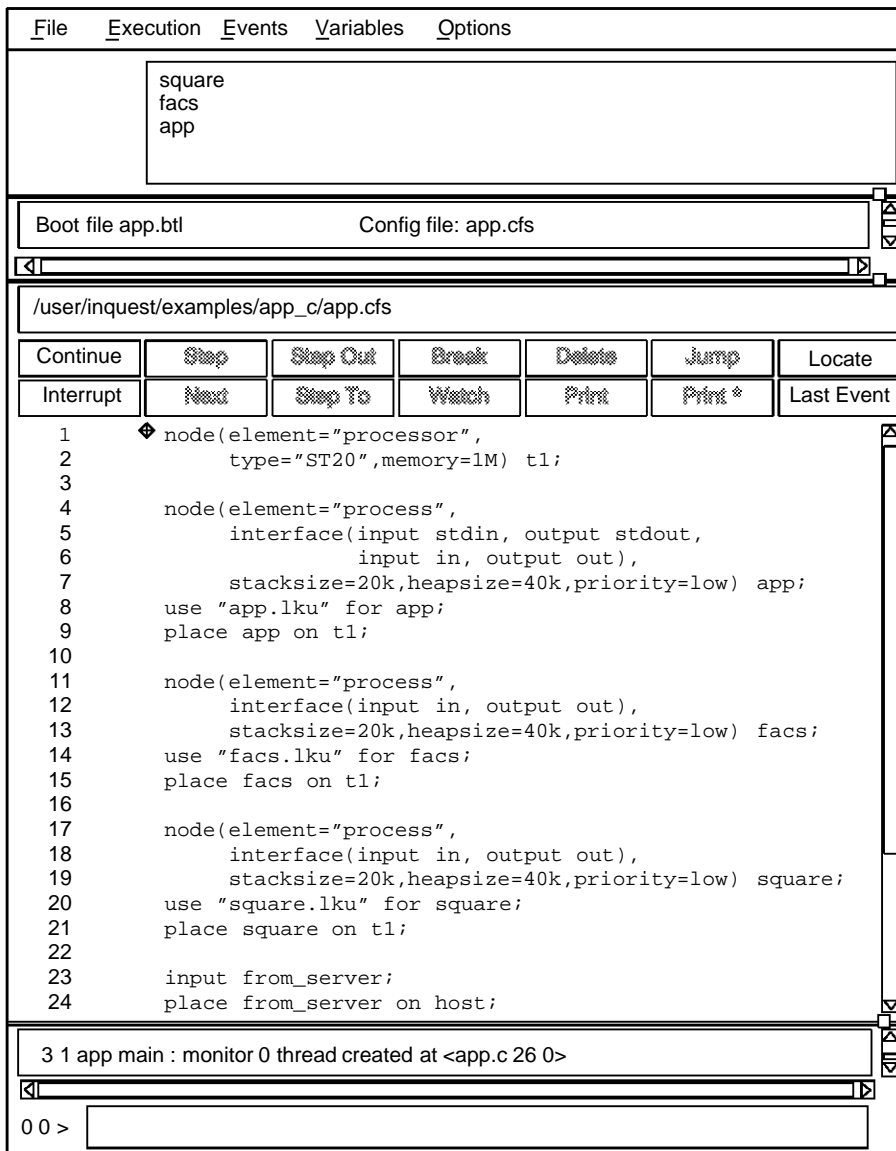 File Execution Events Variables Options
square
facs
app
Boot file app.btl Config file: app.cfs
/user/inquest/examples/app_c/app.cfs
Continue Step Step Out Break Delete Jump Locate
Interrupt Next Step To Watch Print Print * Last Event
1 node(element="processor",
2 type="ST20",memory=1M) t1;
3
4 node(element="process",
5 interface(input stdin, output stdout,
6 input in, output out),
7 stacksize=20k,heapsize=40k,priority=low) app;
8 use "app.lku" for app;
9 place app on t1;
10
11 node(element="process",
12 interface(input in, output out),
13 stacksize=20k,heapsize=40k,priority=low) facs;
14 use "facs.lku" for facs;
15 place facs on t1;
16
17 node(element="process",
18 interface(input in, output out),
19 stacksize=20k,heapsize=40k,priority=low) square;
20 use "square.lku" for square;
21 place square on t1;
22
23 input from_server;
24 place from_server on host;
3 1 app main : monitor 0 thread created at <app.c 26 0>
0 0 >